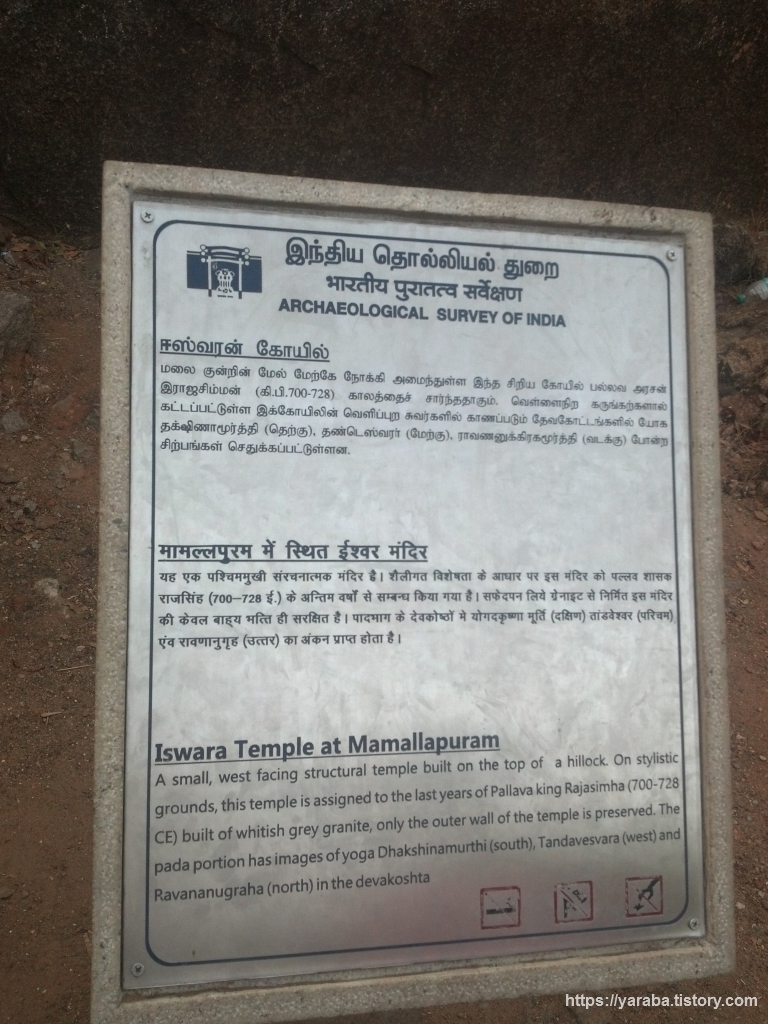 இந்திய தொல்லியல் துறை
भारतीय पुरातत्व सर्वेक्षण
ARCHAEOLOGICAL SURVEY OF INDIA
ஈஸ்வரன் கோயில்
மலை குன்றின் மேல் மேற்கே நோக்கி அமைந்துள்ள இந்த சிறிய கோயில் பல்லவ அரசன்
இராஜசிம்மன் (கி.பி.700-728) காலத்தைச் சார்ந்ததாகும். வெள்ளைநிற கருங்கற்களால்
கட்டப்பட்டுள்ள இக்கோயிலின் வெளிப்புற சுவர்களில் காணப்படும் தேவகோட்டங்களில் யோக
தக்ஷிணாமூர்த்தி (தெற்கு), தண்டெஸ்வரர் (மேற்கு), ராவணனுக்கிரகமூர்த்தி (வடக்கு) போன்ற
சிற்பங்கள் செதுக்கப்பட்டுள்ளன.
मामल्लपुरम में स्थित ईश्वर मंदिर
यह एक पश्चिममुखी संरचनात्मक मंदिर है। शैलीगत विशेषता के आधार पर इस मंदिर को पल्लव शासक
राजसिंह (700–728 ई.) के अन्तिम वर्षों से सम्बन्ध किया गया है। सफेदपन लिये ग्रेनाइट से निर्मित इस मंदिर
की केवल बाह्य भत्ति ही सरक्षित है। पादभाग के देवकोष्ठों मे योगदकृष्णा मूर्ति (दक्षिण) तांडवेश्वर (परिचम)
एंव रावणानुगृह (उत्तर) का अंकन प्राप्त होता है।
Iswara Temple at Mamallapuram
A small, west facing structural temple built on the top of a hillock. On stylistic
grounds, this temple is assigned to the last years of Pallava king Rajasimha (700-728
CE) built of whitish grey granite, only the outer wall of the temple is preserved. The
pada portion has images of yoga Dhakshinamurthi (south), Tandavesvara (west) and
Ravananugraha (north) in the devakoshta
https://yaraba.tistory.com